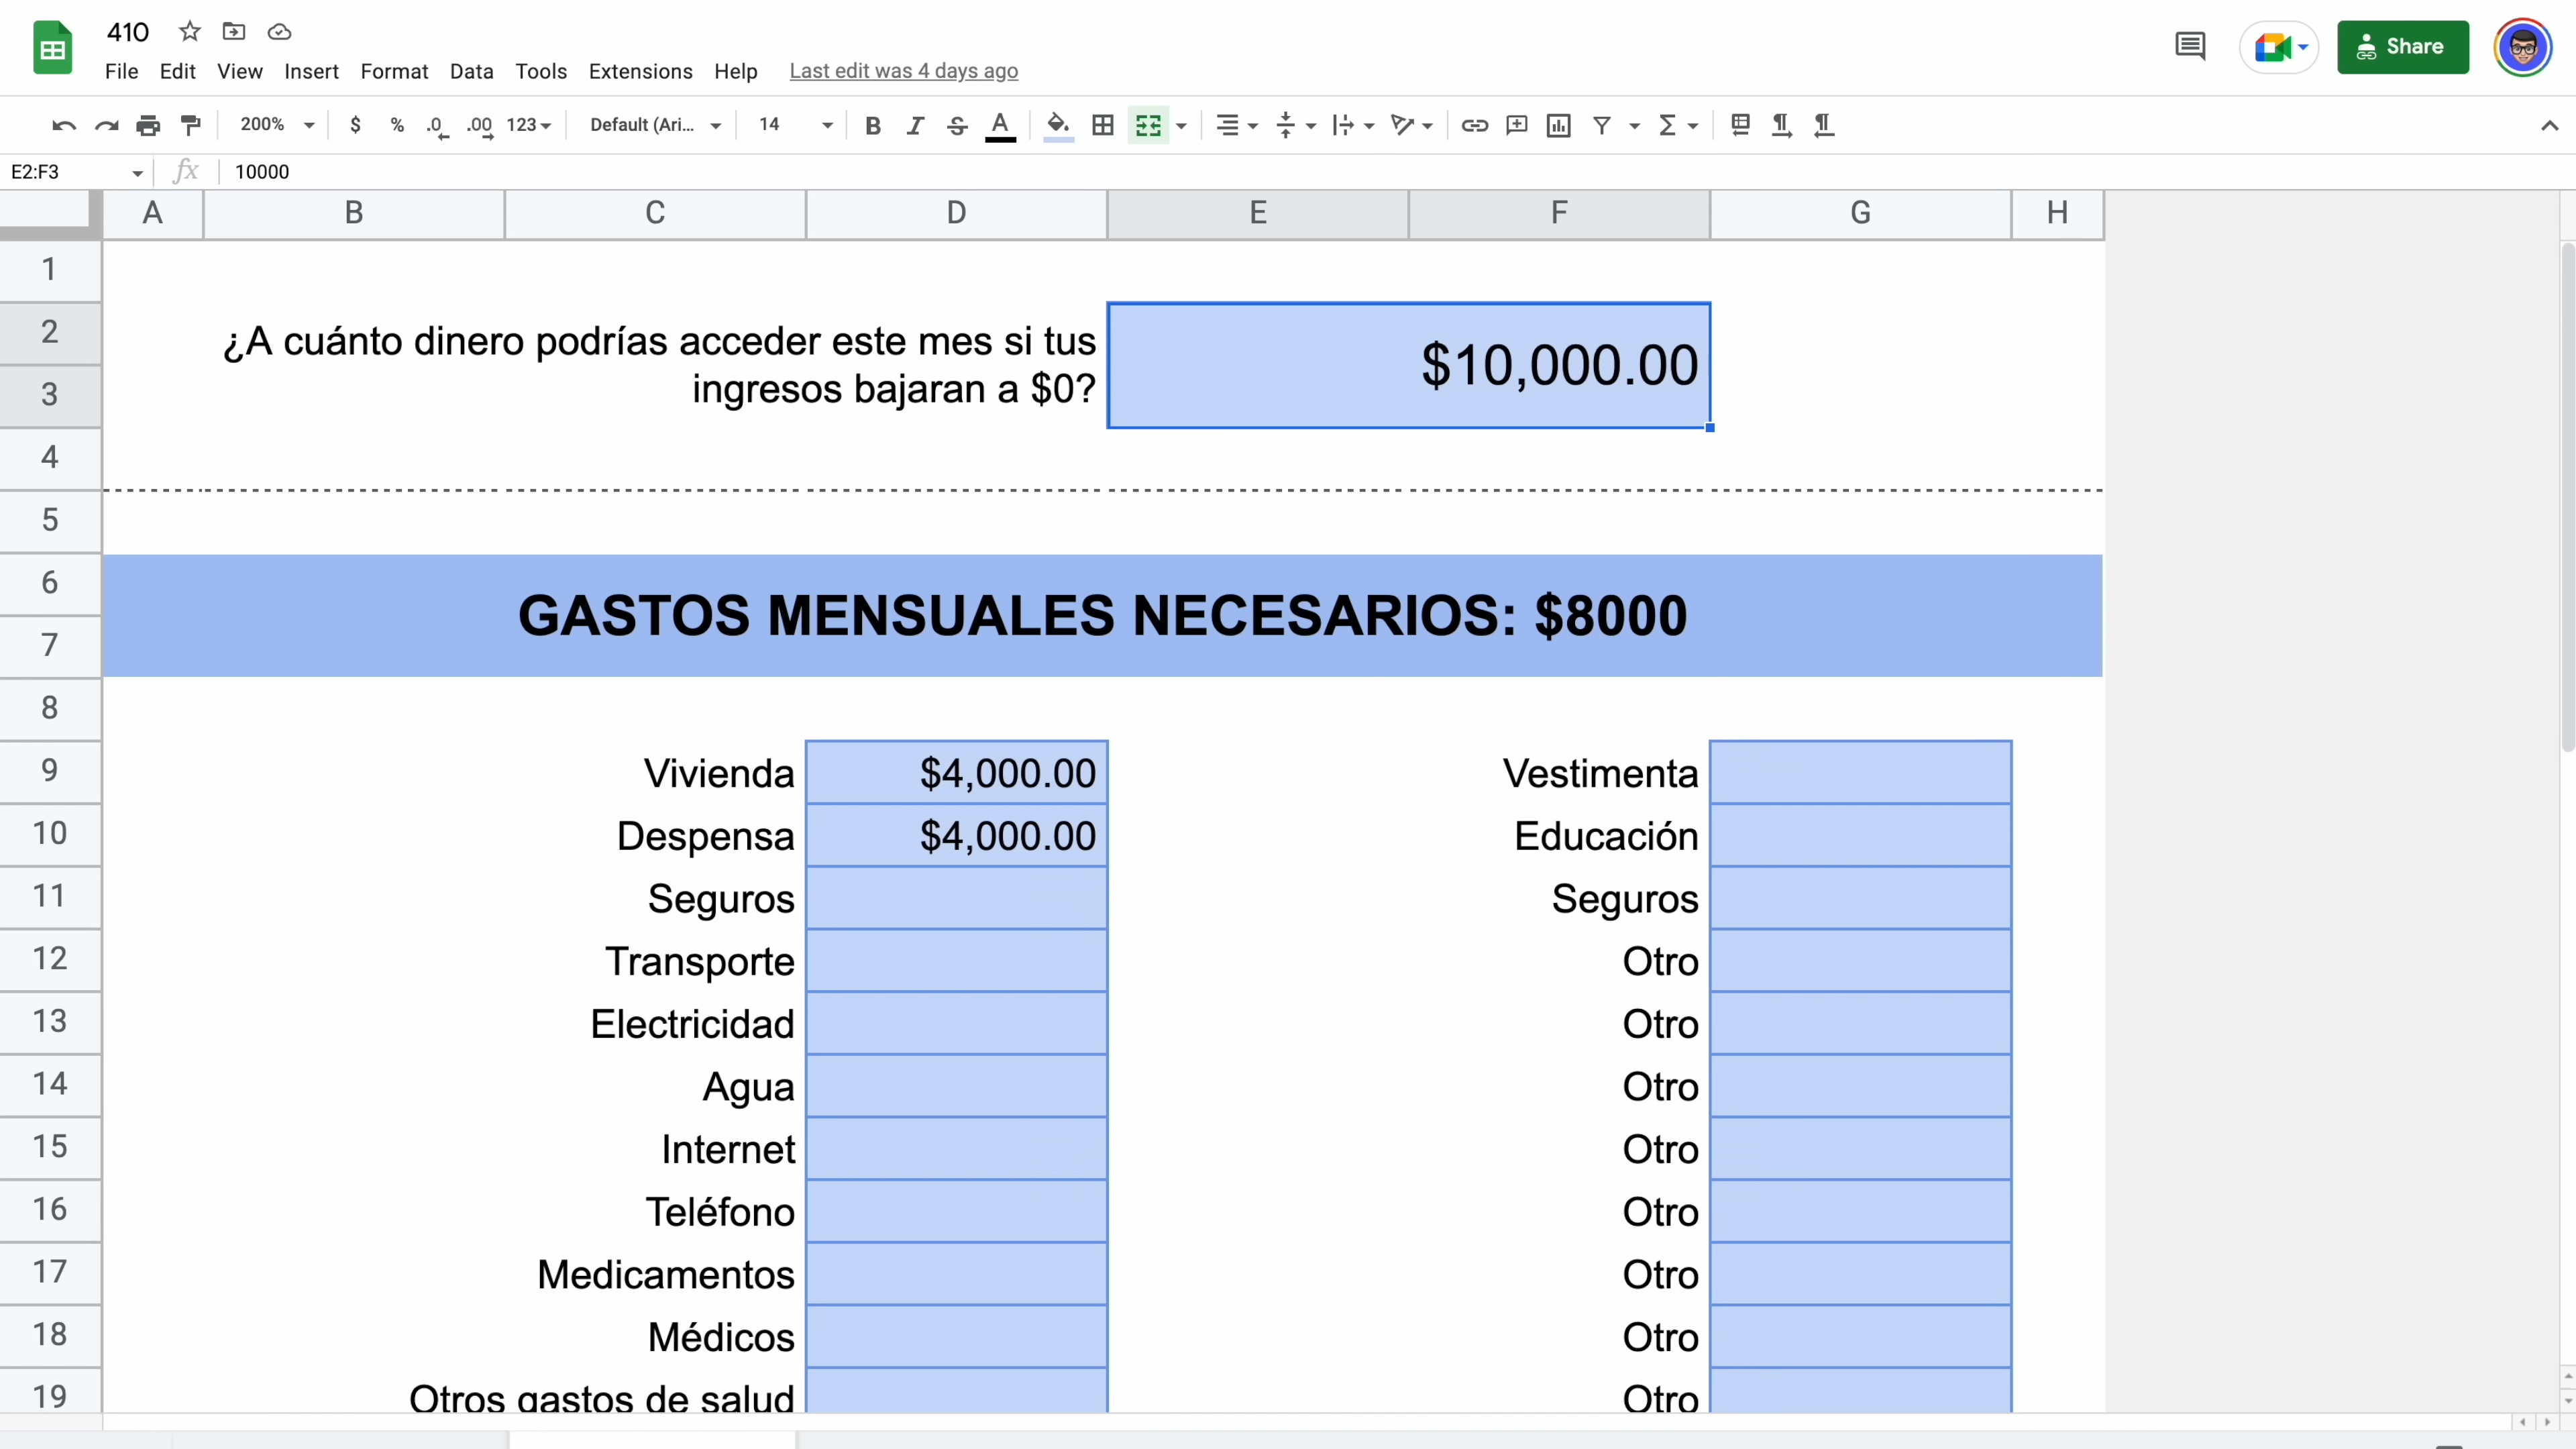 410
File Edit View Insert Format Data Tools Extensions Help Last edit was 4 days ago
Share
200% $ % .0 .00 123 Default (Ari... 14 B I S A
E2:F3 fx 10000
A B C D E F G H
1
2
3
¿A cuánto dinero podrías acceder este mes si tus
ingresos bajaran a $0?
$10,000.00
4
5
6
7
GASTOS MENSUALES NECESARIOS: $8000
8
9 Vivienda $4,000.00 Vestimenta
10 Despensa $4,000.00 Educación
11 Seguros Seguros
12 Transporte Otro
13 Electricidad Otro
14 Agua Otro
15 Internet Otro
16 Teléfono Otro
17 Medicamentos Otro
18 Médicos Otro
19 Otros gastos de salud Otro